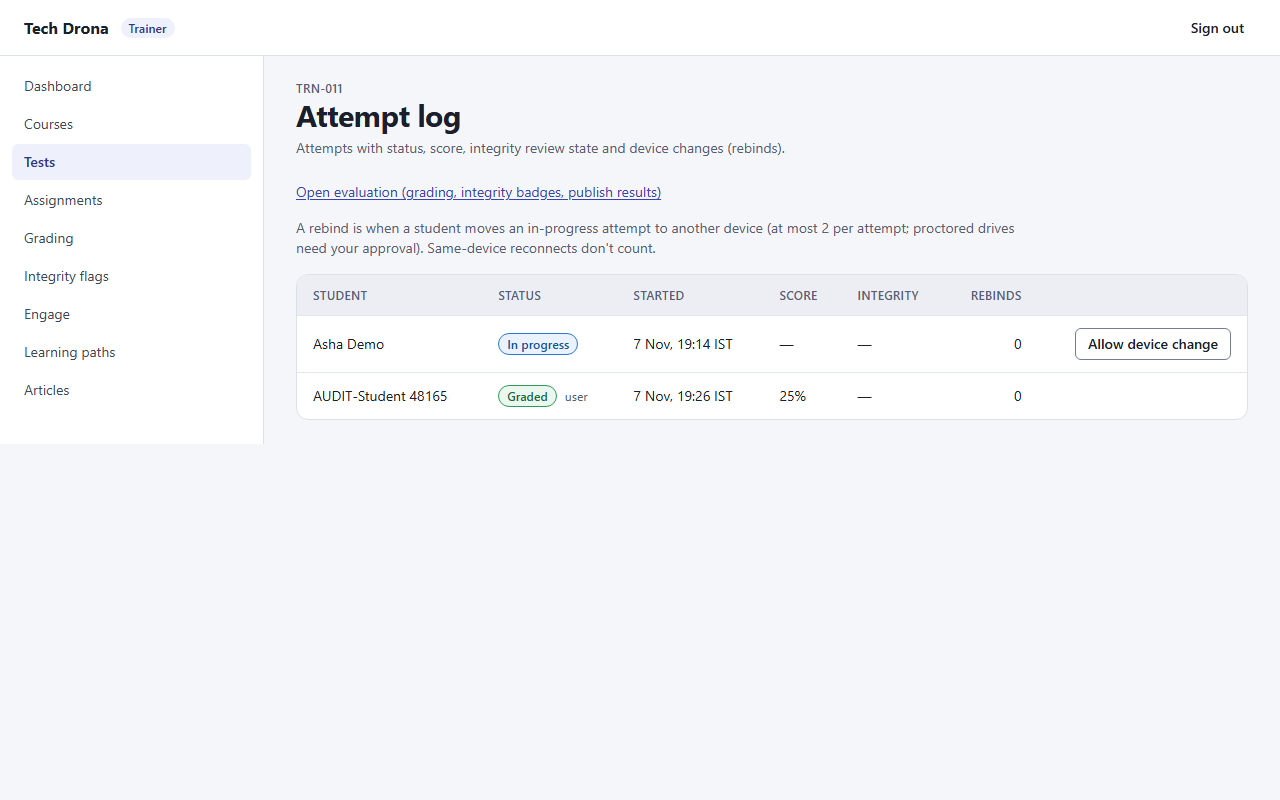 Tech Drona Trainer Sign out
Dashboard
Courses
Tests
Assignments
Grading
Integrity flags
Engage
Learning paths
Articles
TRN-011
Attempt log
Attempts with status, score, integrity review state and device changes (rebinds).
Open evaluation (grading, integrity badges, publish results)
A rebind is when a student moves an in-progress attempt to another device (at most 2 per attempt; proctored drives
need your approval). Same-device reconnects don't count.
STUDENT STATUS STARTED SCORE INTEGRITY REBINDS
Asha Demo In progress 7 Nov, 19:14 IST — — 0 Allow device change
AUDIT-Student 48165 Graded user 7 Nov, 19:26 IST 25% — 0